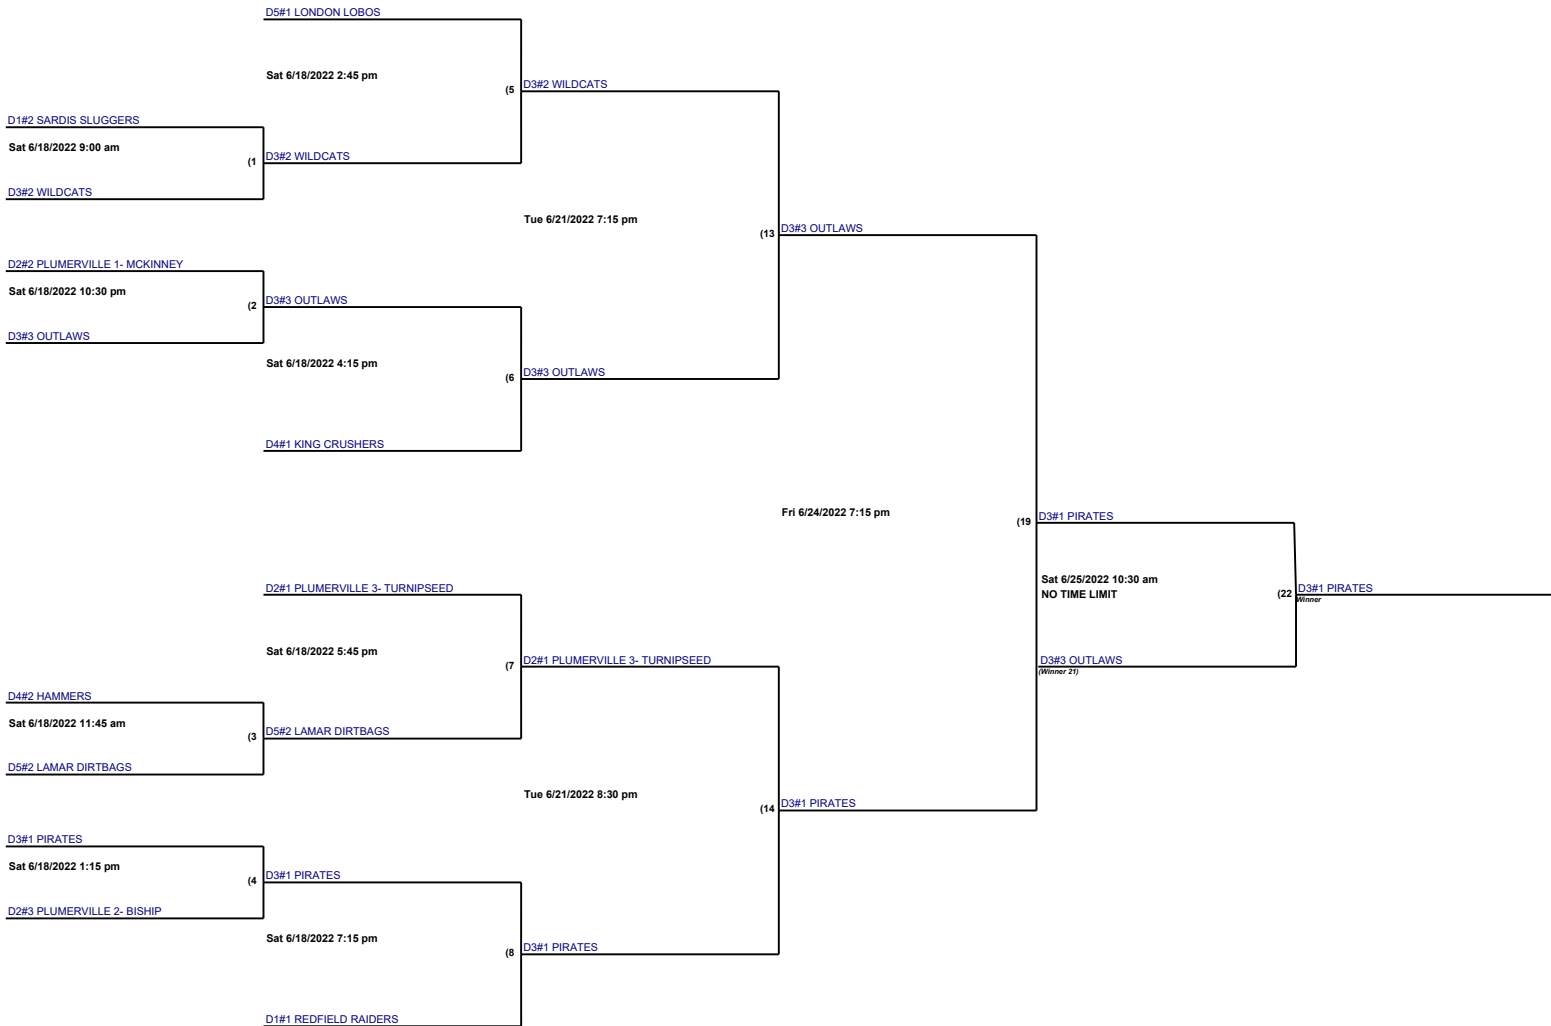 D5#1 LONDON LOBOS
Sat 6/18/2022 2:45 pm
(5
D3#2 WILDCATS
D1#2 SARDIS SLUGGERS
Sat 6/18/2022 9:00 am
(1
D3#2 WILDCATS
D3#2 WILDCATS
Tue 6/21/2022 7:15 pm
(13
D3#3 OUTLAWS
D2#2 PLUMERVILLE 1- MCKINNEY
Sat 6/18/2022 10:30 pm
(2
D3#3 OUTLAWS
D3#3 OUTLAWS
Sat 6/18/2022 4:15 pm
(6
D3#3 OUTLAWS
D4#1 KING CRUSHERS
Fri 6/24/2022 7:15 pm
(19
D3#1 PIRATES
Sat 6/25/2022 10:30 am
NO TIME LIMIT
(22
D3#1 PIRATES
Winner
D2#1 PLUMERVILLE 3- TURNIPSEED
Sat 6/18/2022 5:45 pm
(7
D2#1 PLUMERVILLE 3- TURNIPSEED
D3#3 OUTLAWS
(Winner 21)
D4#2 HAMMERS
Sat 6/18/2022 11:45 am
(3
D5#2 LAMAR DIRTBAGS
D5#2 LAMAR DIRTBAGS
Tue 6/21/2022 8:30 pm
(14
D3#1 PIRATES
D3#1 PIRATES
Sat 6/18/2022 1:15 pm
(4
D3#1 PIRATES
D2#3 PLUMERVILLE 2- BISHIP
Sat 6/18/2022 7:15 pm
(8
D3#1 PIRATES
D1#1 REDFIELD RAIDERS